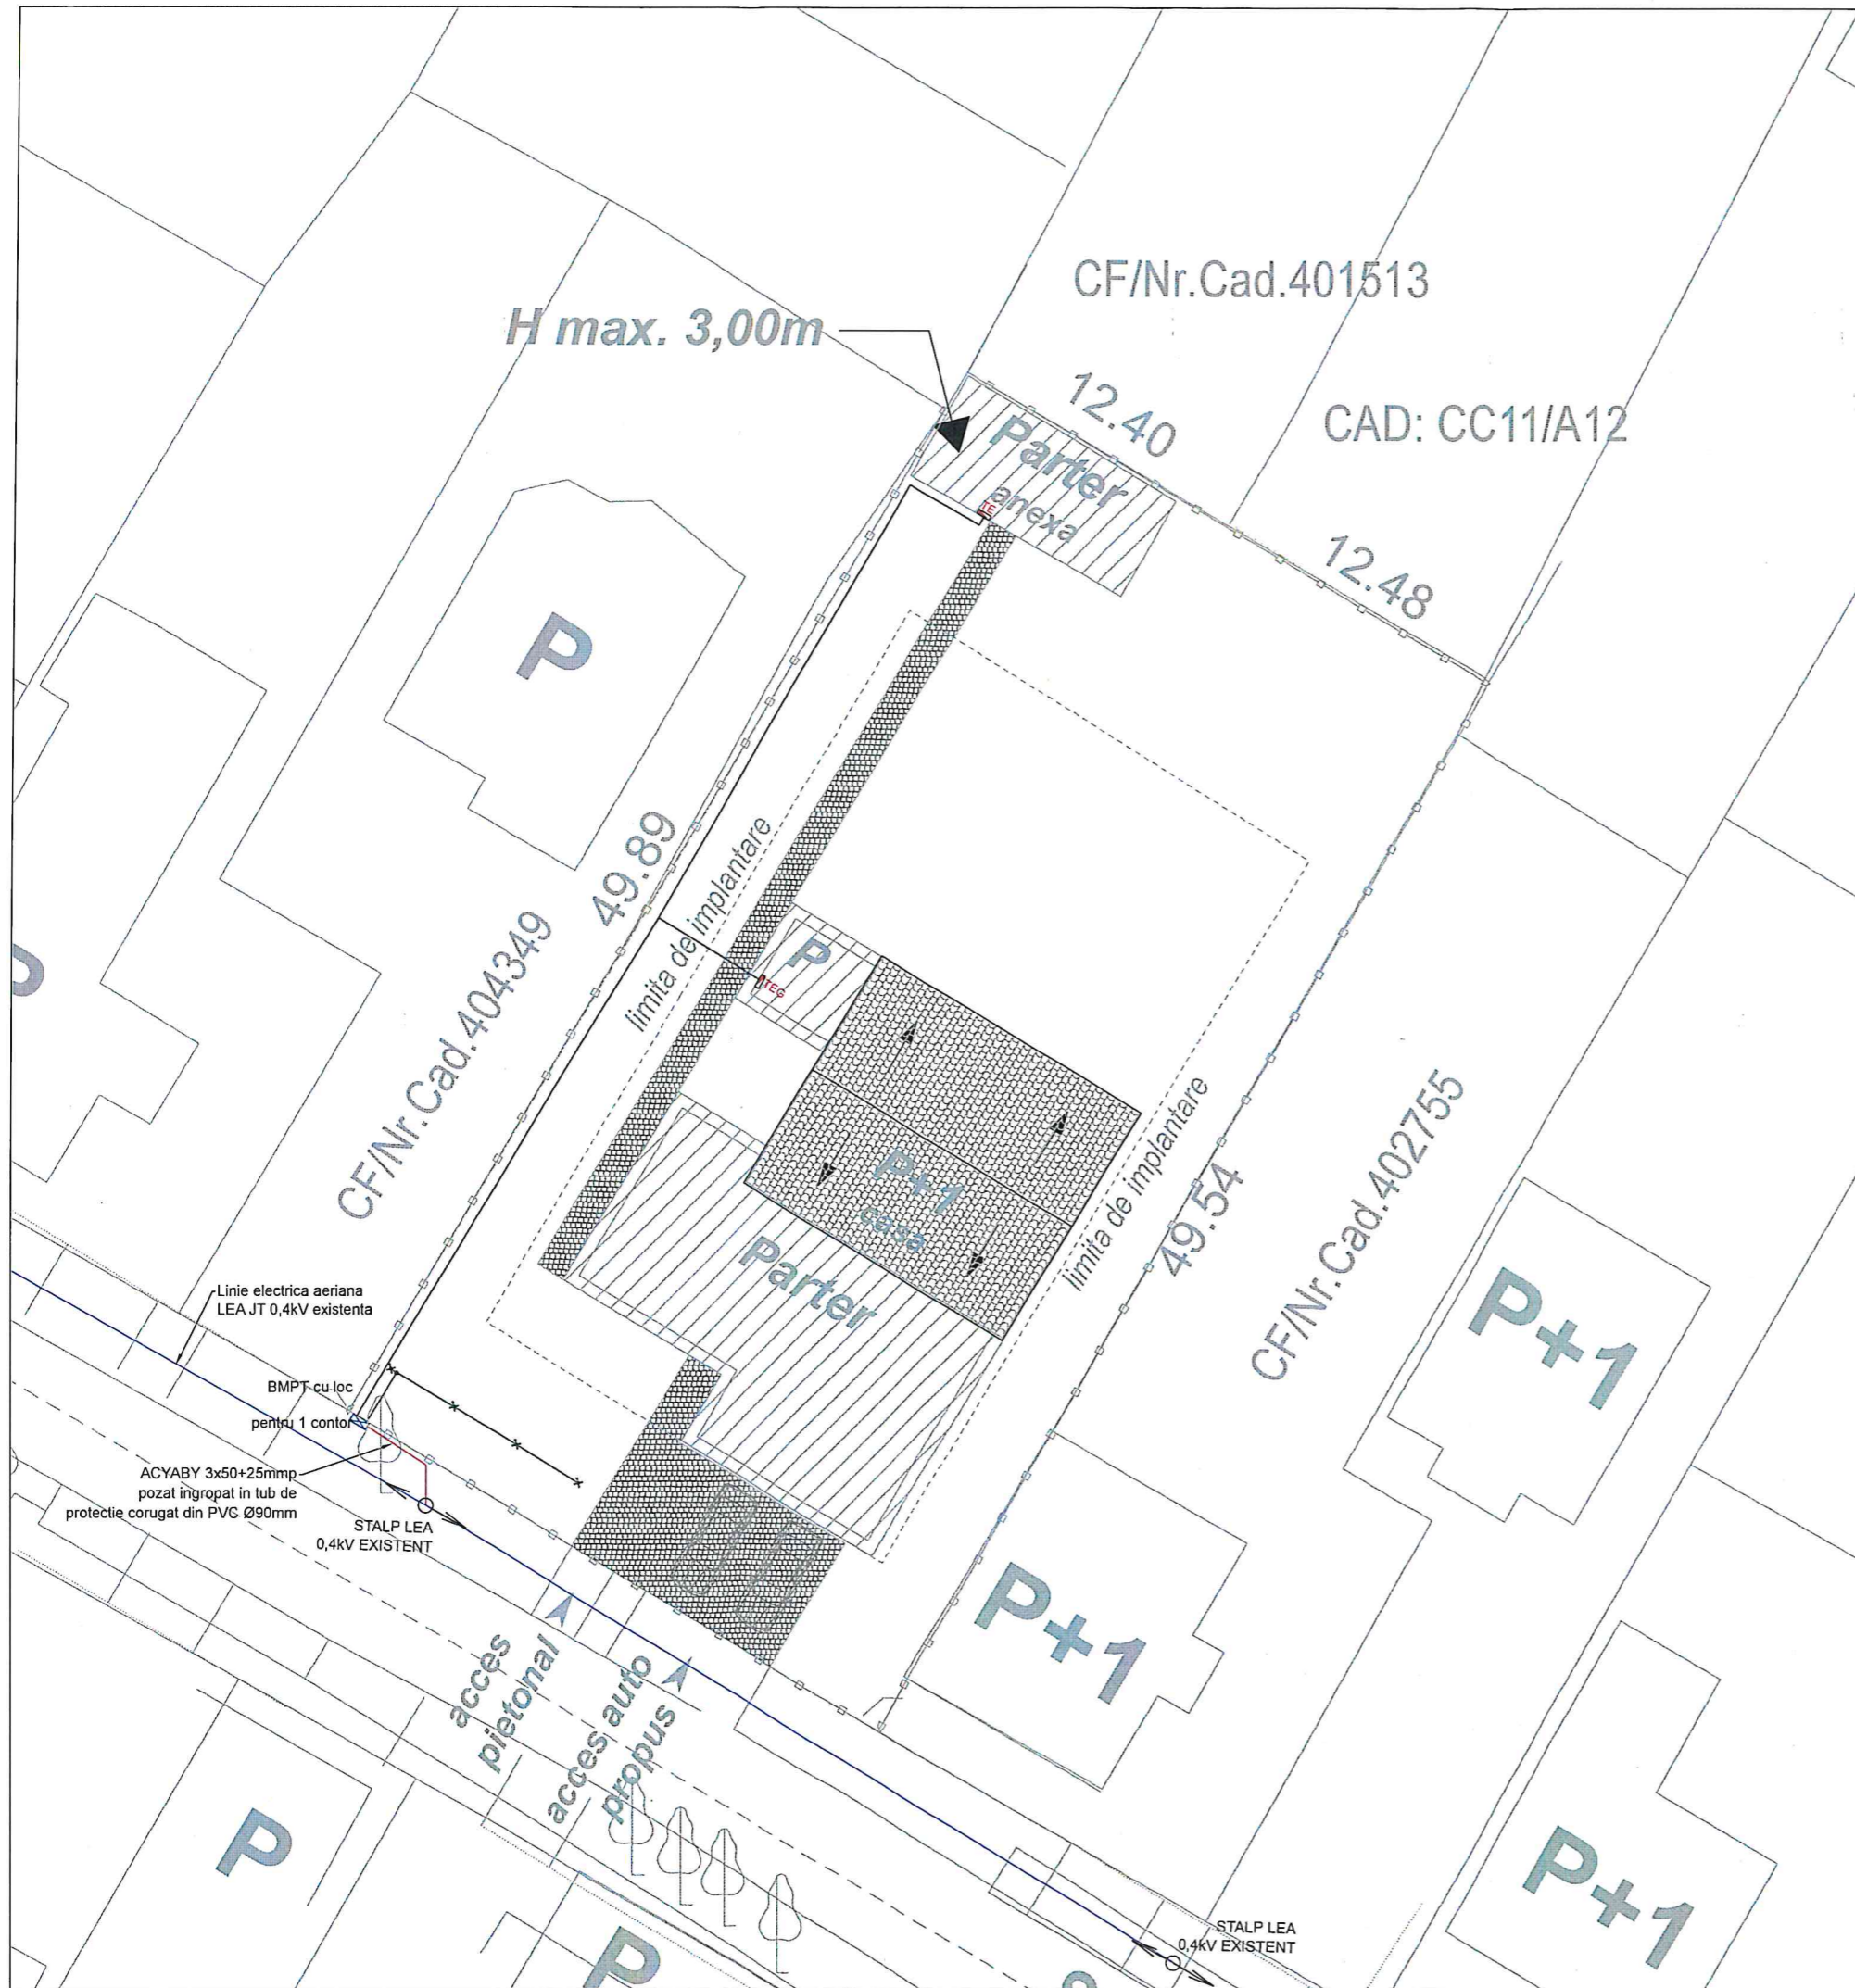 CF/Nr.Cad.401513
H max. 3,00m
12.40
CAD: CC11/A12
Parter
anexa
TE
12.48
P
49.89
limita de implantare
P
TEG
CF/Nr.Cad.404349
P
P+1
casa
Parter
limita de implantare
49.54
CF/Nr.Cad.402755
P+1
Linie electrica aeriana
LEA JT 0,4kV existenta
BMPT cu loc
pentru 1 contor
ACYABY 3x50+25mmp
pozat ingropat in tub de
protectie corugat din PVC Ø90mm
STALP LEA
0,4kV EXISTENT
P+1
acces
pietonal
acces auto
propus
P
P+1
P
STALP LEA
0,4kV EXISTENT